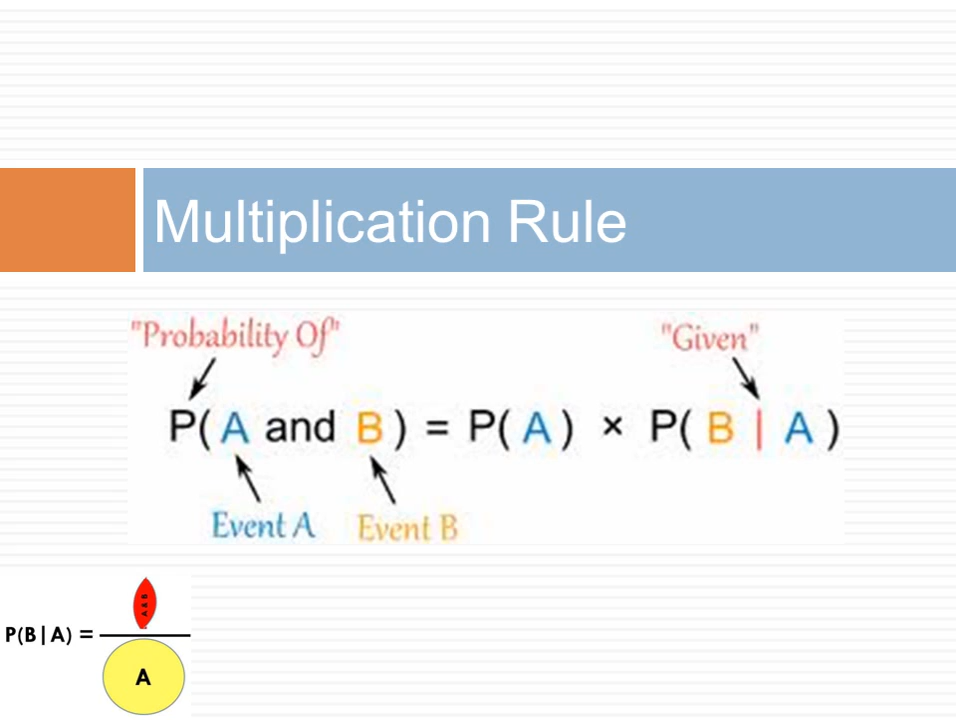 Multiplication Rule
"Probability Of" "Given"
P( A and B ) = P( A ) × P( B | A )
Event A Event B
A & B
P(B|A) =
A